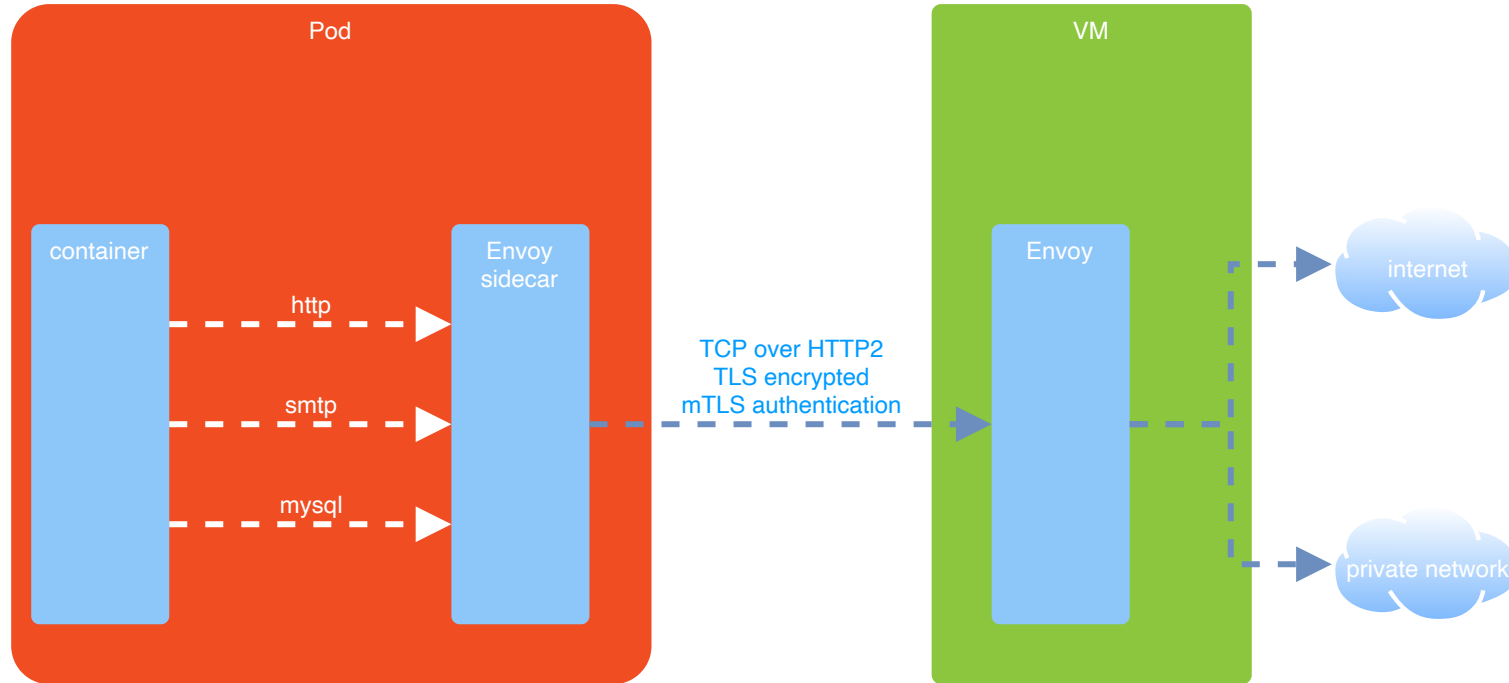 Pod
VM
container
Envoy
sidecar
Envoy
http
smtp
mysql
TCP over HTTP2
TLS encrypted
mTLS authentication
internet
private network